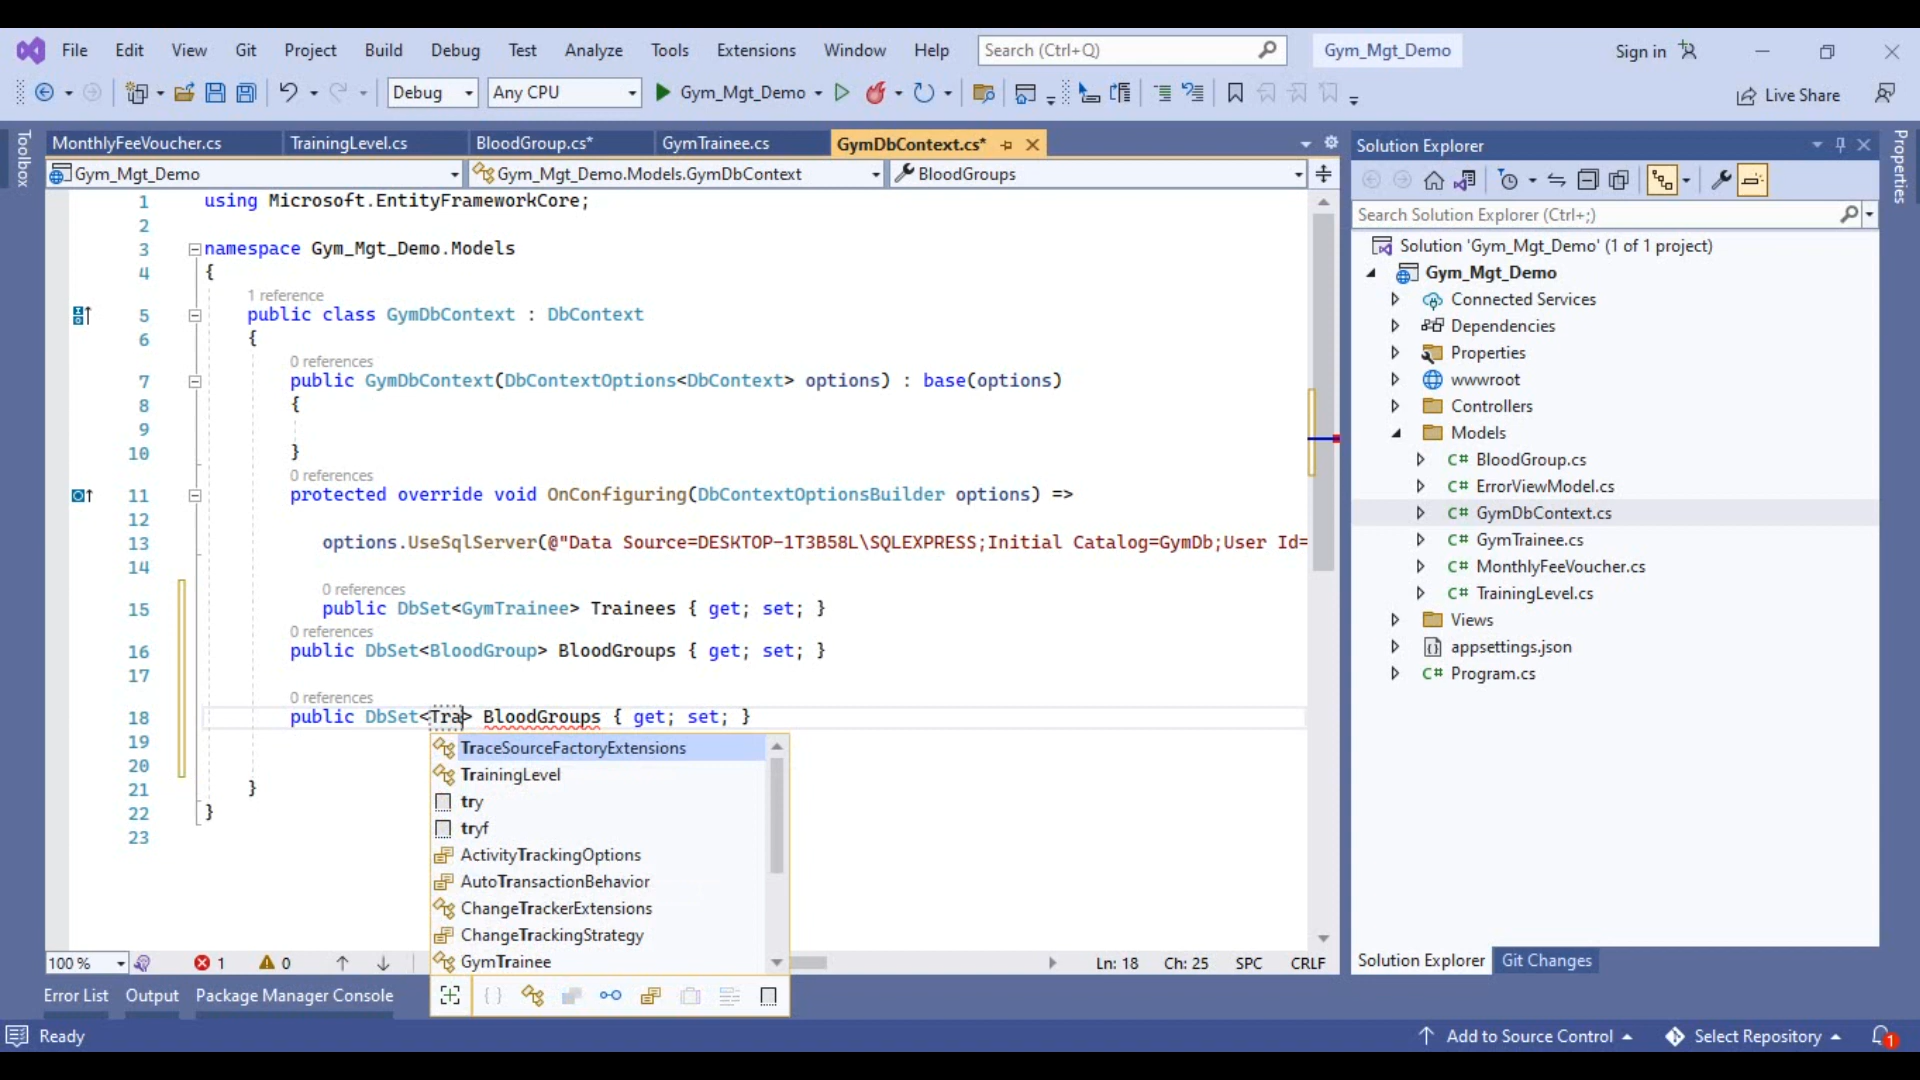 File Edit View Git Project Build Debug Test Analyze Tools Extensions Window Help Search (Ctrl+Q) Gym_Mgt_Demo Sign in
Debug Any CPU Gym_Mgt_Demo Live Share
Toolbox
MonthlyFeeVoucher.cs TrainingLevel.cs BloodGroups.cs* GymTrainee.cs GymDbContext.cs*
Gym_Mgt_Demo Gym_Mgt_Demo.Models.GymDbContext BloodGroups
1 using Microsoft.EntityFrameworkCore;
2
3 namespace Gym_Mgt_Demo.Models
4 {
1 reference
5 public class GymDbContext : DbContext
6 {
0 references
7 public GymDbContext(DbContextOptions<DbContext> options) : base(options)
8 {
9
10 }
0 references
11 protected override void OnConfiguring(DbContextOptionsBuilder options) =>
12
13 options.UseSqlServer(@"Data Source=DESKTOP-1T3B58L\SQLEXPRESS;Initial Catalog=GymDb;User Id=
14
0 references
15 public DbSet<GymTrainee> Trainees { get; set; }
0 references
16 public DbSet<BloodGroup> BloodGroups { get; set; }
17
0 references
18 public DbSet<Tra> BloodGroups { get; set; }
19
20
21 }
22 }
23
TraceSourceFactoryExtensions
TrainingLevel
try
tryf
ActivityTrackingOptions
AutoTransactionBehavior
ChangeTrackerExtensions
ChangeTrackingStrategy
GymTrainee
100 % 1 0 Ln: 18 Ch: 25 SPC CRLF
Error List Output Package Manager Console
Solution Explorer
Search Solution Explorer (Ctrl+;)
Solution 'Gym_Mgt_Demo' (1 of 1 project)
Gym_Mgt_Demo
Connected Services
Dependencies
Properties
wwwroot
Controllers
Models
C# BloodGroup.cs
C# ErrorViewModel.cs
C# GymDbContext.cs
C# GymTrainee.cs
C# MonthlyFeeVoucher.cs
C# TrainingLevel.cs
Views
appsettings.json
C# Program.cs
Solution Explorer Git Changes
Properties
Ready Add to Source Control Select Repository 1